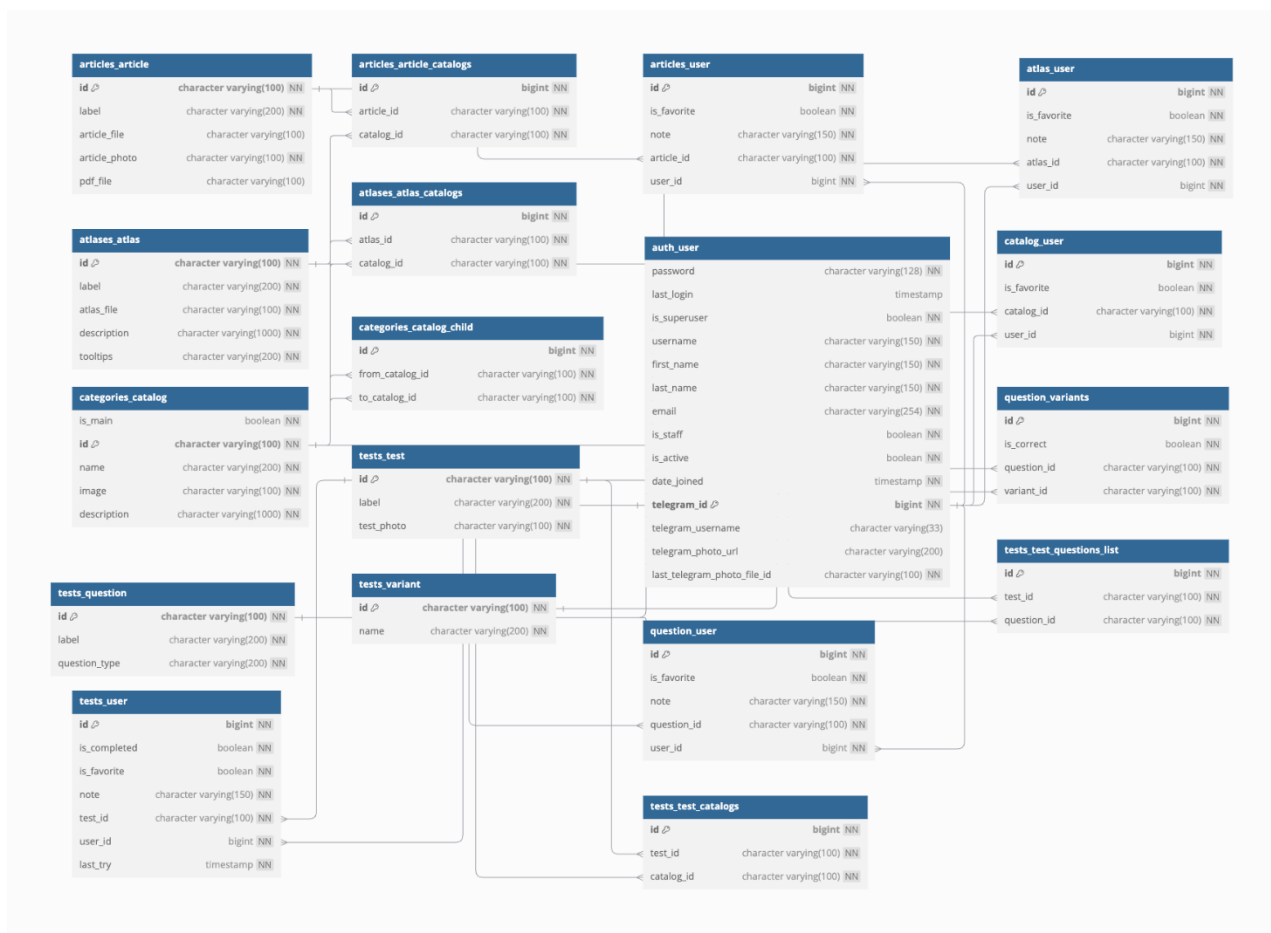 articles_article
id character varying(100) NN
label character varying(200) NN
article_file character varying(100)
article_photo character varying(100) NN
pdf_file character varying(100)
articles_article_catalogs
id bigint NN
article_id character varying(100) NN
catalog_id character varying(100) NN
articles_user
id bigint NN
is_favorite boolean NN
note character varying(150) NN
article_id character varying(100) NN
user_id bigint NN
atlas_user
id bigint NN
is_favorite boolean NN
note character varying(150) NN
atlas_id character varying(100) NN
user_id bigint NN
atlases_atlas_catalogs
id bigint NN
atlas_id character varying(100) NN
catalog_id character varying(100) NN
atlases_atlas
id character varying(100) NN
label character varying(200) NN
atlas_file character varying(100) NN
description character varying(1000) NN
tooltips character varying(200) NN
auth_user
password character varying(128) NN
last_login timestamp
is_superuser boolean NN
username character varying(150) NN
first_name character varying(150) NN
last_name character varying(150) NN
email character varying(254) NN
is_staff boolean NN
is_active boolean NN
date_joined timestamp NN
telegram_id bigint NN
telegram_username character varying(33)
telegram_photo_url character varying(200)
last_telegram_photo_file_id character varying(100) NN
catalog_user
id bigint NN
is_favorite boolean NN
catalog_id character varying(100) NN
user_id bigint NN
categories_catalog_child
id bigint NN
from_catalog_id character varying(100) NN
to_catalog_id character varying(100) NN
categories_catalog
is_main boolean NN
id character varying(100) NN
name character varying(200) NN
image character varying(100) NN
description character varying(1000) NN
question_variants
id bigint NN
is_correct boolean NN
question_id character varying(100) NN
variant_id character varying(100) NN
tests_test
id character varying(100) NN
label character varying(200) NN
test_photo character varying(100) NN
tests_test_questions_list
id bigint NN
test_id character varying(100) NN
question_id character varying(100) NN
tests_variant
id character varying(100) NN
name character varying(200) NN
tests_question
id character varying(100) NN
label character varying(200) NN
question_type character varying(200) NN
question_user
id bigint NN
is_favorite boolean NN
note character varying(150) NN
question_id character varying(100) NN
user_id bigint NN
tests_user
id bigint NN
is_completed boolean NN
is_favorite boolean NN
note character varying(150) NN
test_id character varying(100) NN
user_id bigint NN
last_try timestamp NN
tests_test_catalogs
id bigint NN
test_id character varying(100) NN
catalog_id character varying(100) NN